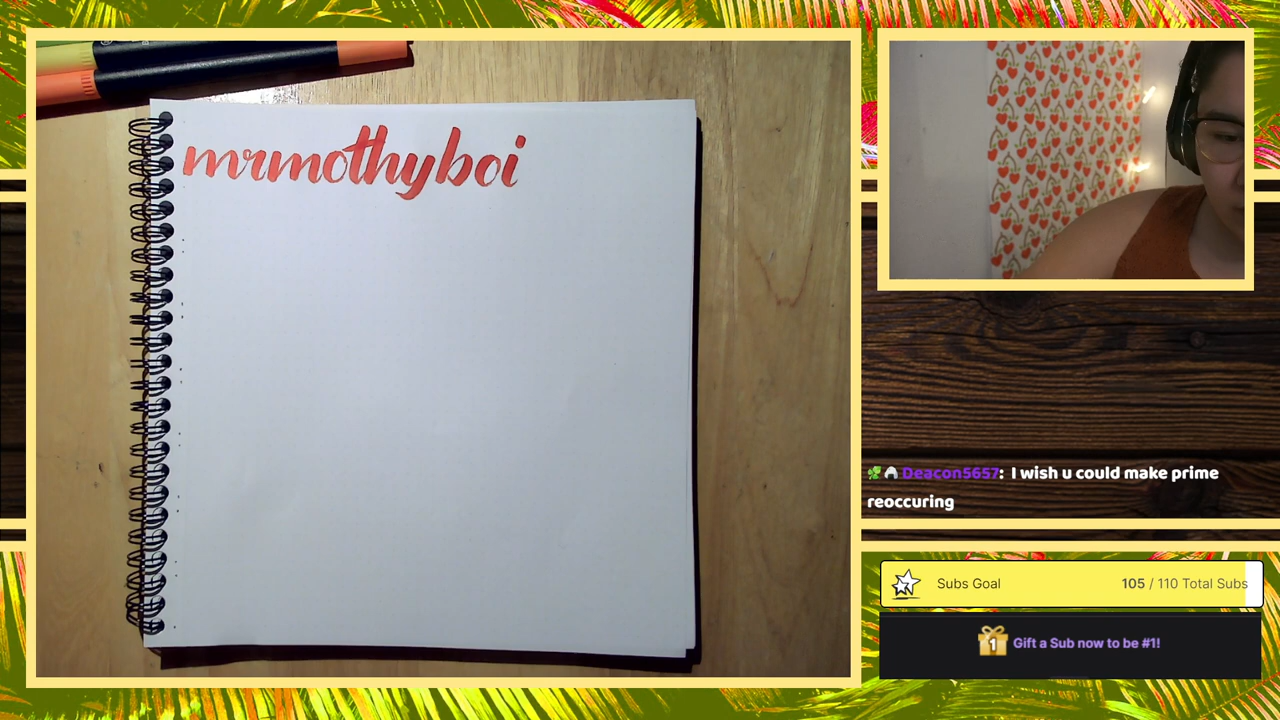 mrmothyboi
Deacon5657: I wish u could make prime
reoccuring
Subs Goal
105 / 110 Total Subs
1
Gift a Sub now to be #1!